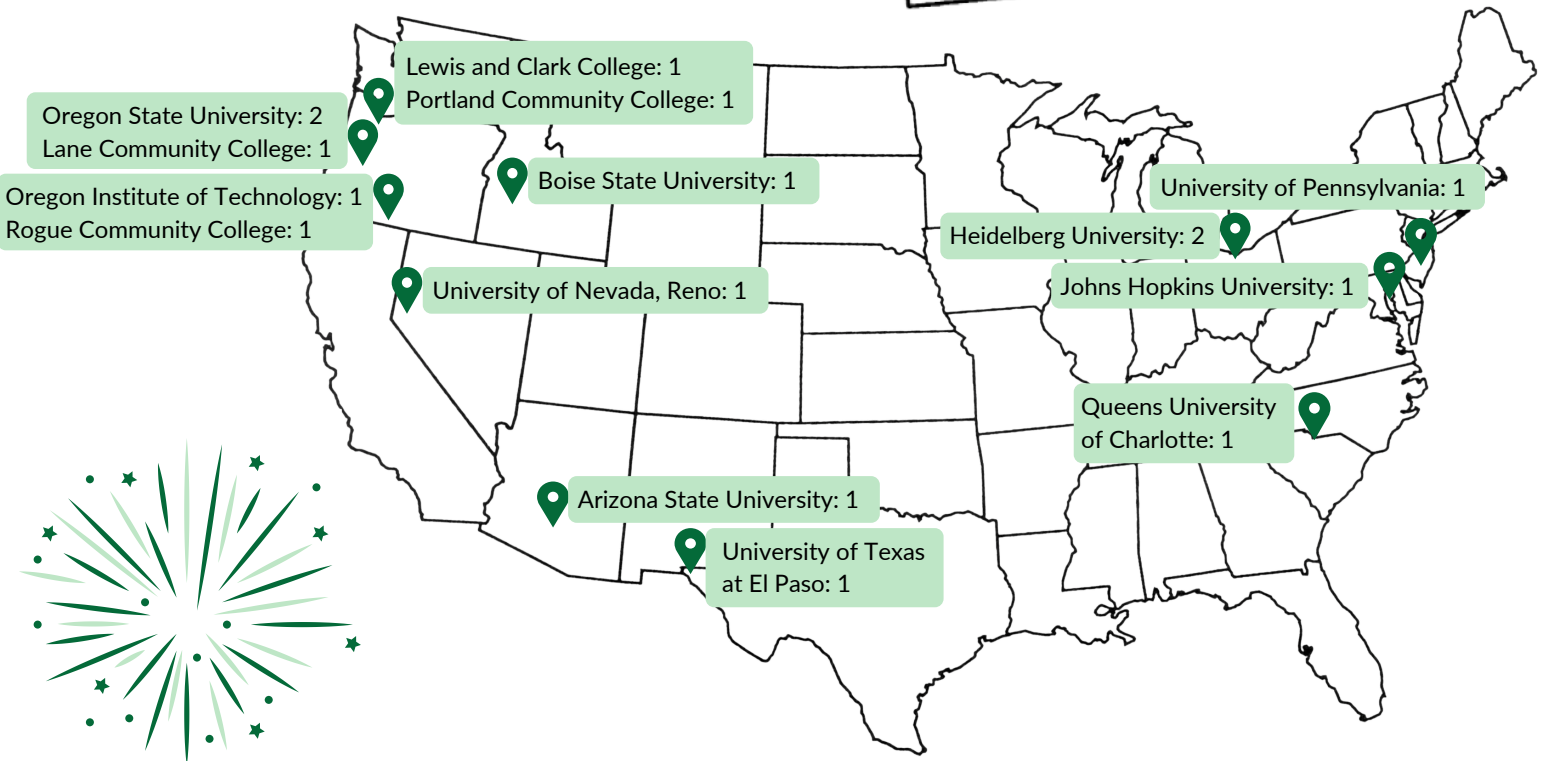 Lewis and Clark College: 1
Portland Community College: 1
Oregon State University: 2
Lane Community College: 1
Oregon Institute of Technology: 1
Rogue Community College: 1
Boise State University: 1
University of Nevada, Reno: 1
University of Pennsylvania: 1
Heidelberg University: 2
Johns Hopkins University: 1
Queens University
of Charlotte: 1
Arizona State University: 1
University of Texas
at El Paso: 1